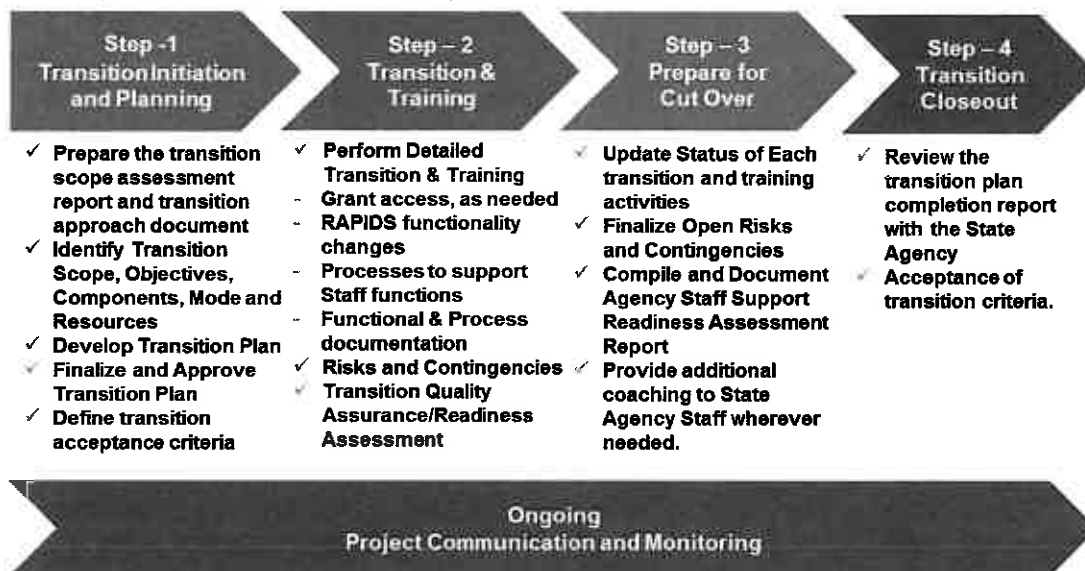 Step -1
Transition Initiation
and Planning
Step – 2
Transition &
Training
Step – 3
Prepare for
Cut Over
Step – 4
Transition
Closeout
✓ Prepare the transition
scope assessment
report and transition
approach document
✓ Identify Transition
Scope, Objectives,
Components, Mode and
Resources
✓ Develop Transition Plan
✓ Finalize and Approve
Transition Plan
✓ Define transition
acceptance criteria
✓ Perform Detailed
Transition & Training
- Grant access, as needed
- RAPIDS functionality
changes
- Processes to support
Staff functions
- Functional & Process
documentation
✓ Risks and Contingencies
✓ Transition Quality
Assurance/Readiness
Assessment
✓ Update Status of Each
transition and training
activities
✓ Finalize Open Risks
and Contingencies
✓ Compile and Document
Agency Staff Support
Readiness Assessment
Report
✓ Provide additional
coaching to State
Agency Staff wherever
needed.
✓ Review the
transition plan
completion report
with the State
Agency
✓ Acceptance of
transition criteria.
Ongoing
Project Communication and Monitoring